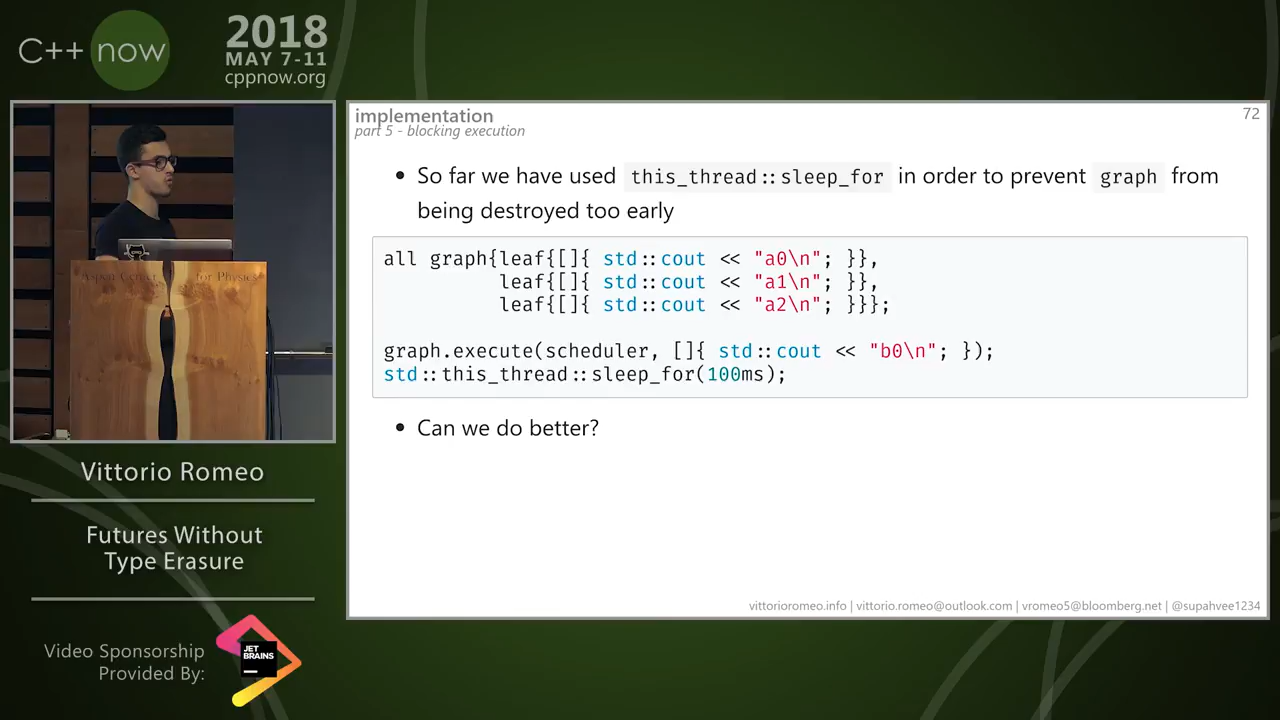 C++ now
2018
MAY 7-11
cppnow.org
Aspen Center for Physics
Vittorio Romeo
Futures Without
Type Erasure
Video Sponsorship
Provided By:
JET
BRAINS
implementation
part 5 - blocking execution
72
• So far we have used this_thread::sleep_for in order to prevent graph from
being destroyed too early
all graph{leaf{[]{ std::cout << "a0\n"; }},
leaf{[]{ std::cout << "a1\n"; }},
leaf{[]{ std::cout << "a2\n"; }}};
graph.execute(scheduler, []{ std::cout << "b0\n"; });
std::this_thread::sleep_for(100ms);
• Can we do better?
vittorioromeo.info | vittorio.romeo@outlook.com | vromeo5@bloomberg.net | @supahvee1234